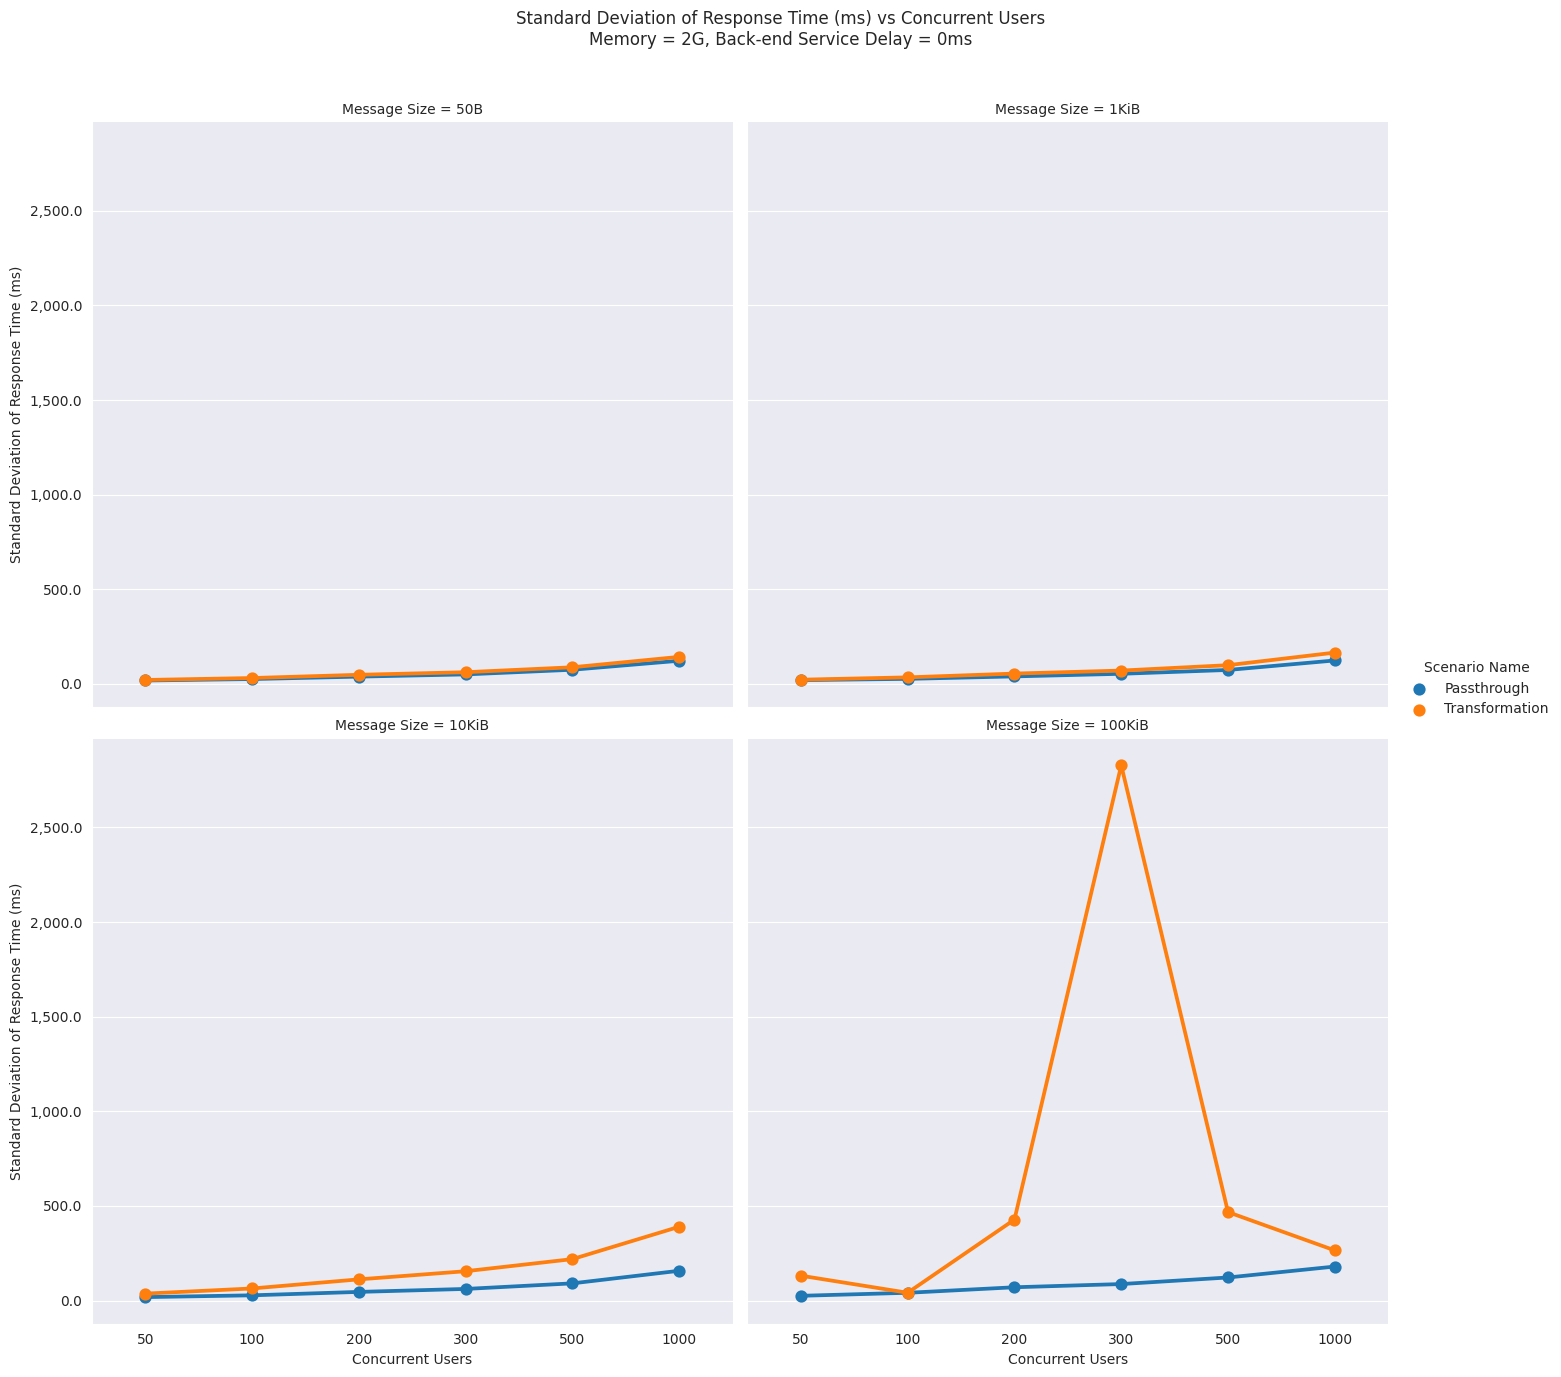 Standard Deviation of Response Time (ms) vs Concurrent Users
Memory = 2G, Back-end Service Delay = 0ms
Message Size = 50B
Message Size = 1KiB
Standard Deviation of Response Time (ms)
2,500.0
2,000.0
1,500.0
1,000.0
500.0
0.0
Scenario Name
Passthrough
Transformation
Message Size = 10KiB
Message Size = 100KiB
Standard Deviation of Response Time (ms)
2,500.0
2,000.0
1,500.0
1,000.0
500.0
0.0
50 100 200 300 500 1000
50 100 200 300 500 1000
Concurrent Users
Concurrent Users